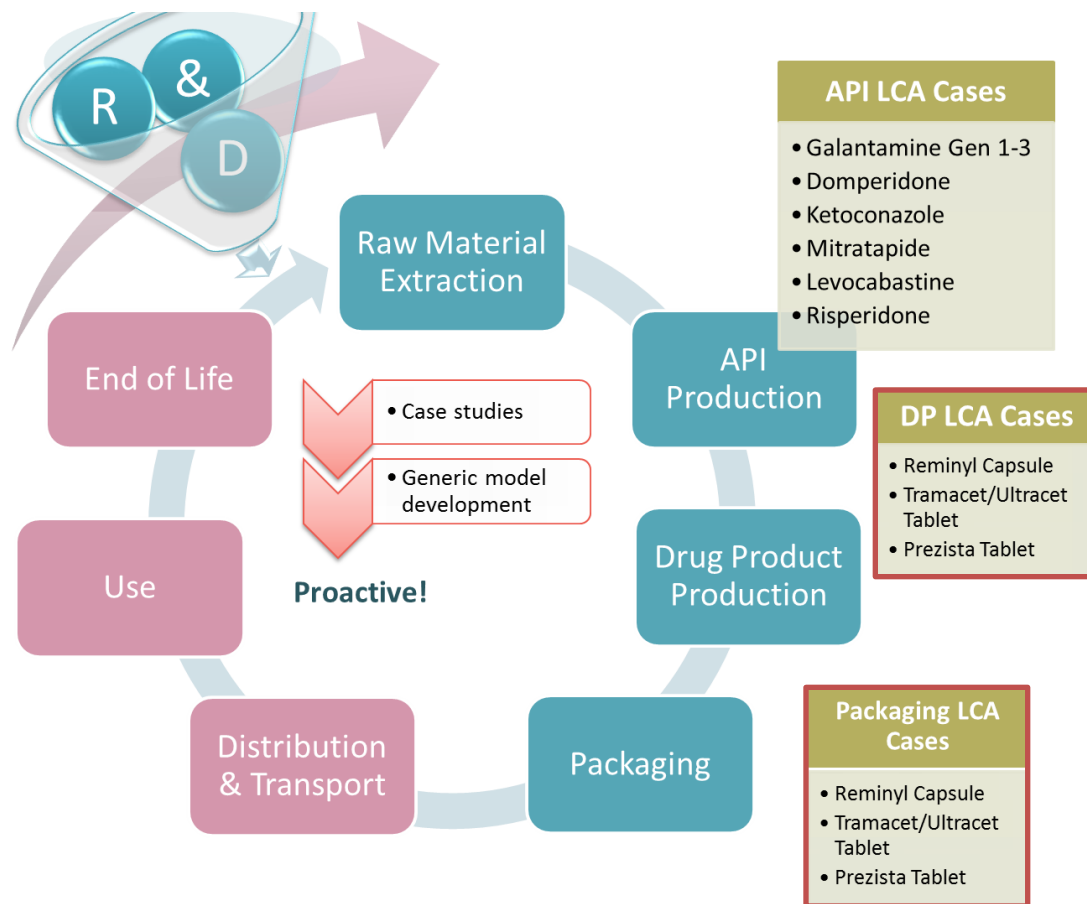 R
&
D
Raw Material
Extraction
API
Production
Drug Product
Production
Packaging
Distribution
& Transport
Use
End of Life
• Case studies
• Generic model
development
Proactive!
API LCA Cases
• Galantamine Gen 1-3
• Domperidone
• Ketoconazole
• Mitratapide
• Levocabastine
• Risperidone
DP LCA Cases
• Reminyl Capsule
• Tramacet/Ultracet
Tablet
• Prezista Tablet
Packaging LCA
Cases
• Reminyl Capsule
• Tramacet/Ultracet
Tablet
• Prezista Tablet